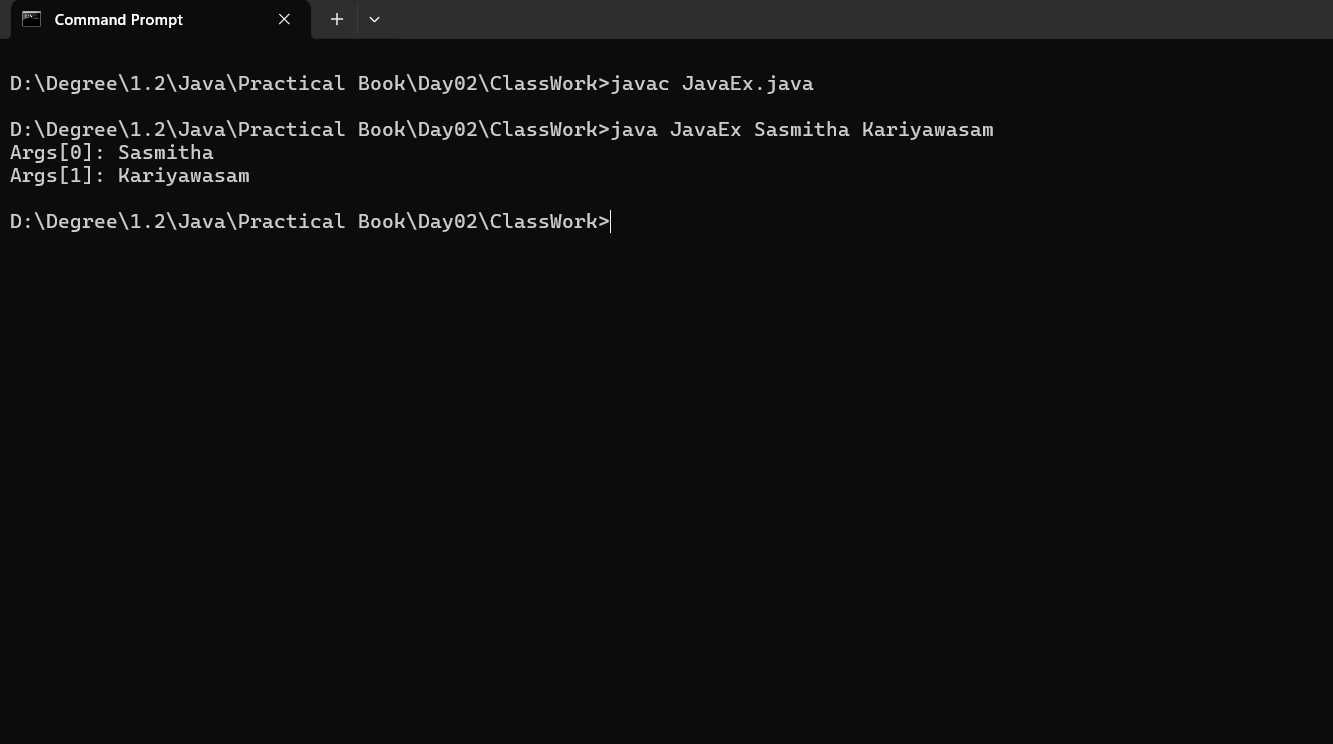 Command Prompt
D:\Degree\1.2\Java\Practical Book\Day02\ClassWork>javac JavaEx.java
D:\Degree\1.2\Java\Practical Book\Day02\ClassWork>java JavaEx Sasmitha Kariyawasam
Args[0]: Sasmitha
Args[1]: Kariyawasam
D:\Degree\1.2\Java\Practical Book\Day02\ClassWork>